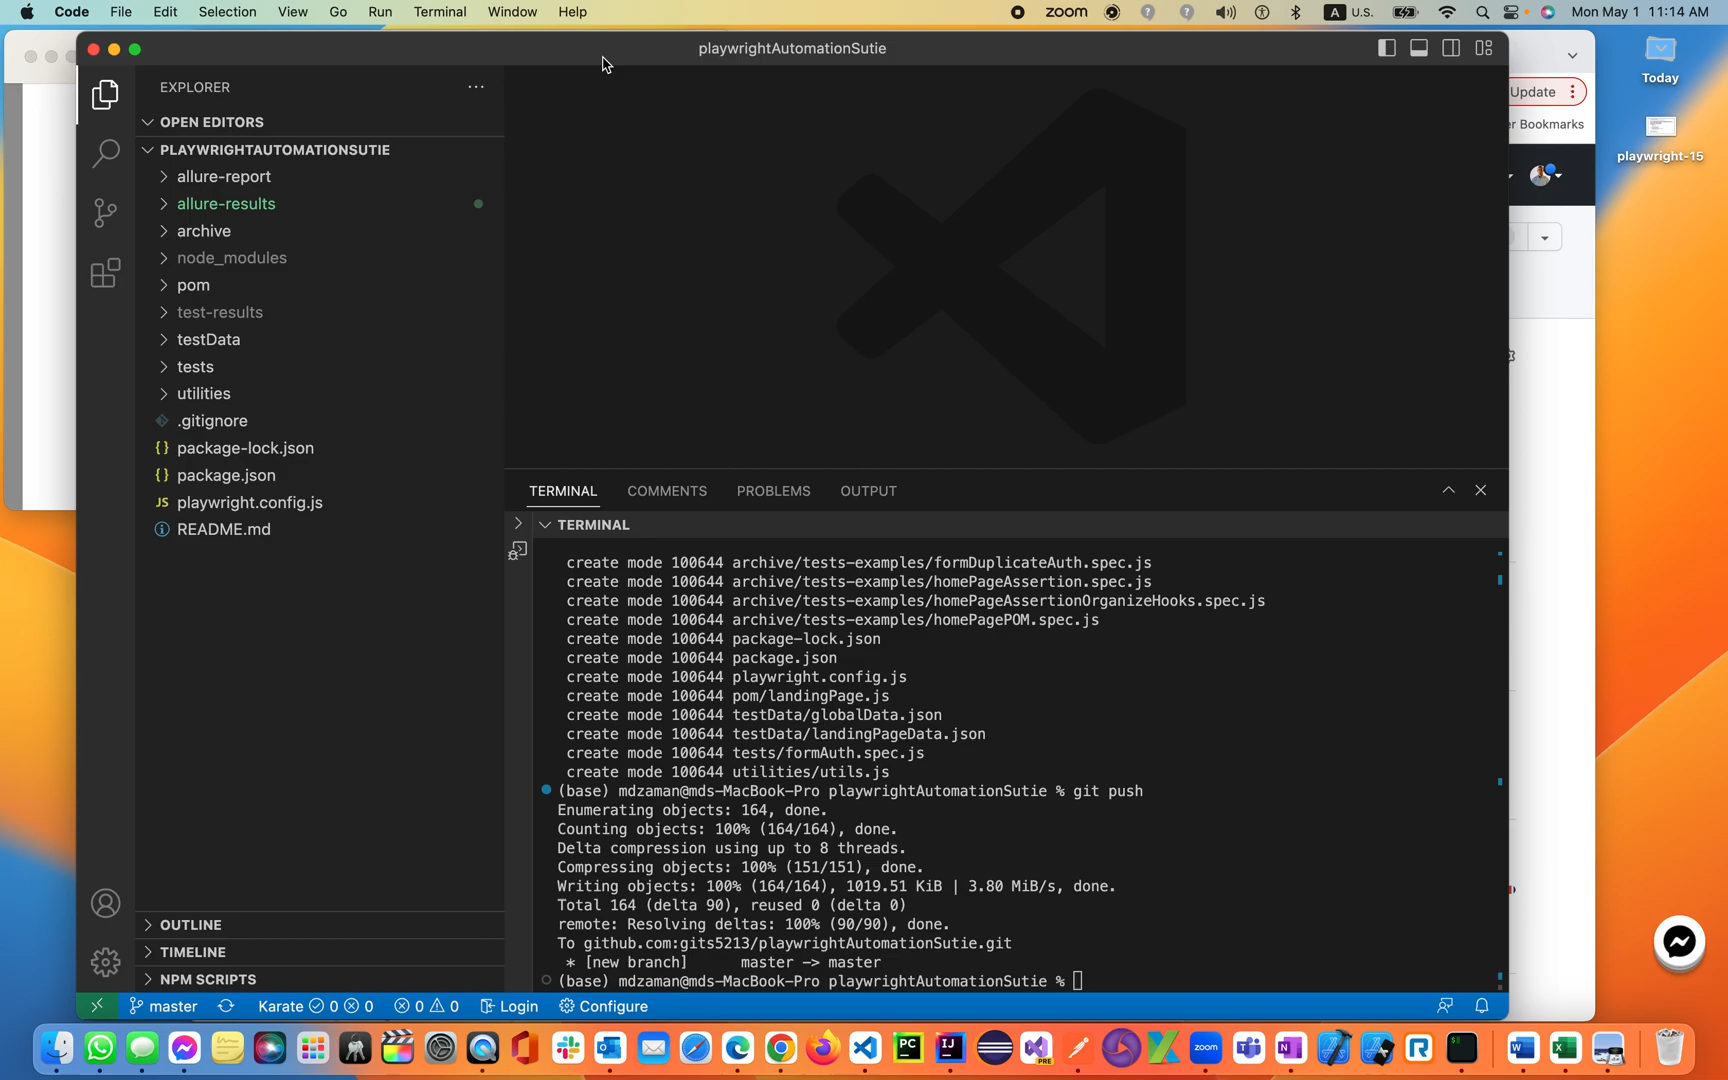 Code File Edit Selection View Go Run Terminal Window Help zoom A U.S. Mon May 1 11:14 AM
playwrightAutomationSutie
Today
Update
r Bookmarks
playwright-15
EXPLORER
OPEN EDITORS
PLAYWRIGHTAUTOMATIONSUTIE
allure-report
allure-results
archive
node_modules
pom
test-results
testData
tests
utilities
.gitignore
{} package-lock.json
{} package.json
JS playwright.config.js
README.md
OUTLINE
TIMELINE
NPM SCRIPTS
TERMINAL COMMENTS PROBLEMS OUTPUT
TERMINAL
create mode 100644 archive/tests-examples/formDuplicateAuth.spec.js
create mode 100644 archive/tests-examples/homePageAssertion.spec.js
create mode 100644 archive/tests-examples/homePageAssertionOrganizeHooks.spec.js
create mode 100644 archive/tests-examples/homePagePOM.spec.js
create mode 100644 package-lock.json
create mode 100644 package.json
create mode 100644 playwright.config.js
create mode 100644 pom/landingPage.js
create mode 100644 testData/globalData.json
create mode 100644 testData/landingPageData.json
create mode 100644 tests/formAuth.spec.js
create mode 100644 utilities/utils.js
(base) mdzaman@mds-MacBook-Pro playwrightAutomationSutie % git push
Enumerating objects: 164, done.
Counting objects: 100% (164/164), done.
Delta compression using up to 8 threads.
Compressing objects: 100% (151/151), done.
Writing objects: 100% (164/164), 1019.51 KiB | 3.80 MiB/s, done.
Total 164 (delta 90), reused 0 (delta 0)
remote: Resolving deltas: 100% (90/90), done.
To github.com:gits5213/playwrightAutomationSutie.git
* [new branch] master -> master
(base) mdzaman@mds-MacBook-Pro playwrightAutomationSutie %
master Karate 0 0 0 0 Login Configure
PC IJ PRE zoom